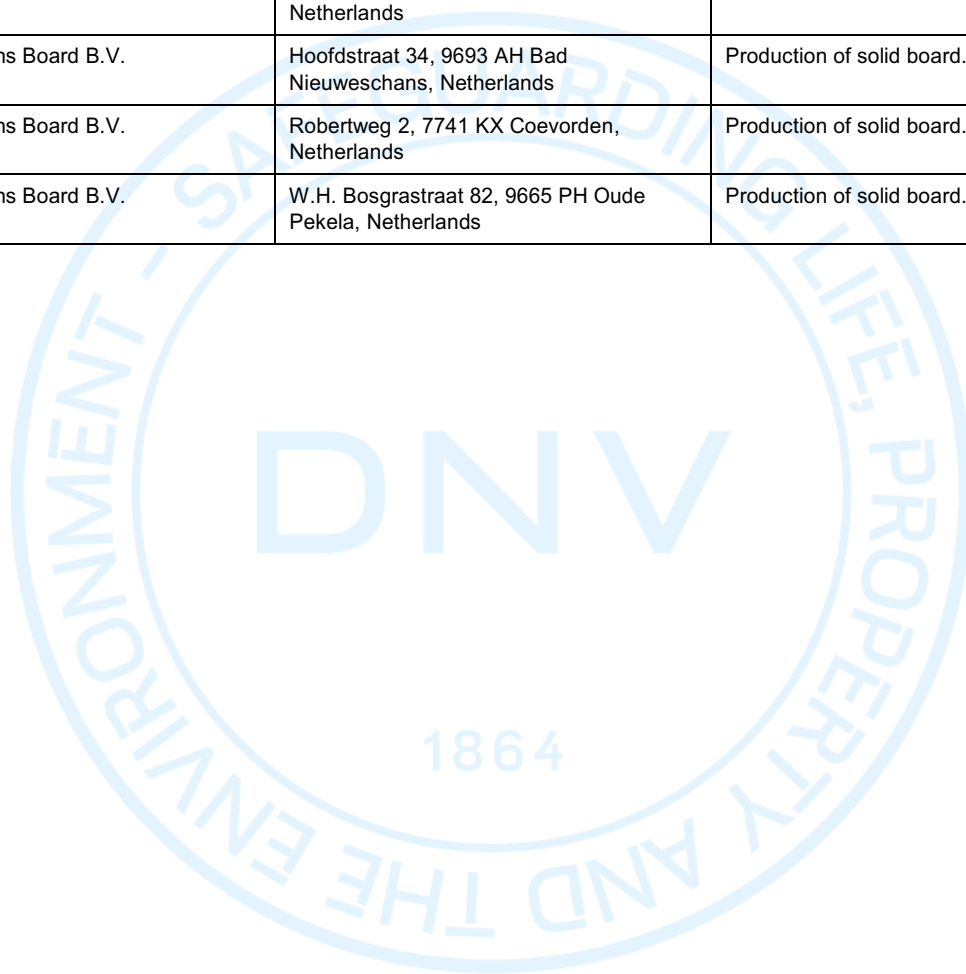 Netherlands
ns Board B.V. Hoofdstraat 34, 9693 AH Bad Production of solid board.
Nieuweschans, Netherlands
ns Board B.V. Robertweg 2, 7741 KX Coevorden, Production of solid board.
Netherlands
ns Board B.V. W.H. Bosgrastraat 82, 9665 PH Oude Production of solid board.
Pekela, Netherlands
SAFEGUARDING LIFE, PROPERTY AND THE ENVIRONMENT –
DNV
1864